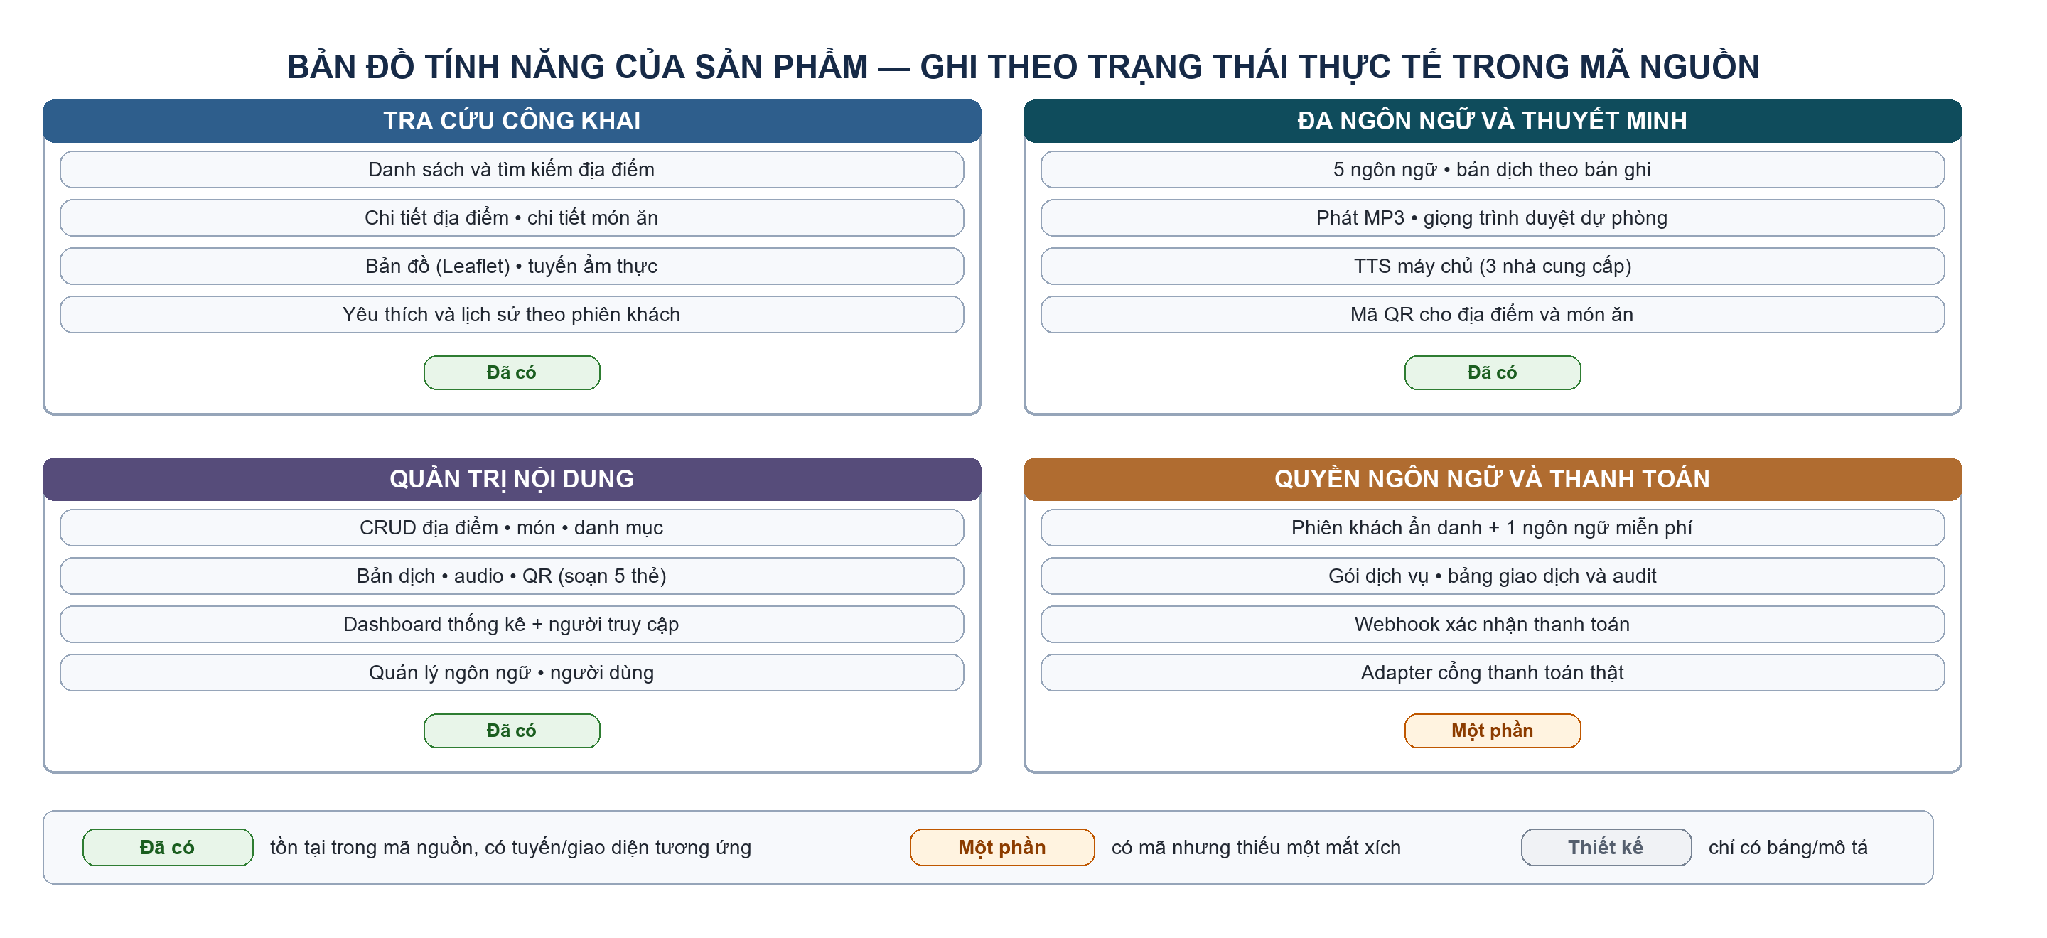 BẢN ĐỒ TÍNH NĂNG CỦA SẢN PHẨM — GHI THEO TRẠNG THÁI THỰC TẾ TRONG MÃ NGUỒN
TRA CỨU CÔNG KHAI
Danh sách và tìm kiếm địa điểm
Chi tiết địa điểm • chi tiết món ăn
Bản đồ (Leaflet) • tuyến ẩm thực
Yêu thích và lịch sử theo phiên khách
Đã có
ĐA NGÔN NGỮ VÀ THUYẾT MINH
5 ngôn ngữ • bản dịch theo bản ghi
Phát MP3 • giọng trình duyệt dự phòng
TTS máy chủ (3 nhà cung cấp)
Mã QR cho địa điểm và món ăn
Đã có
QUẢN TRỊ NỘI DUNG
CRUD địa điểm • món • danh mục
Bản dịch • audio • QR (soạn 5 thẻ)
Dashboard thống kê + người truy cập
Quản lý ngôn ngữ • người dùng
Đã có
QUYỀN NGÔN NGỮ VÀ THANH TOÁN
Phiên khách ẩn danh + 1 ngôn ngữ miễn phí
Gói dịch vụ • bảng giao dịch và audit
Webhook xác nhận thanh toán
Adapter cổng thanh toán thật
Một phần
Đã có tồn tại trong mã nguồn, có tuyến/giao diện tương ứng
Một phần có mã nhưng thiếu một mắt xích
Thiết kế chỉ có bảng/mô tả